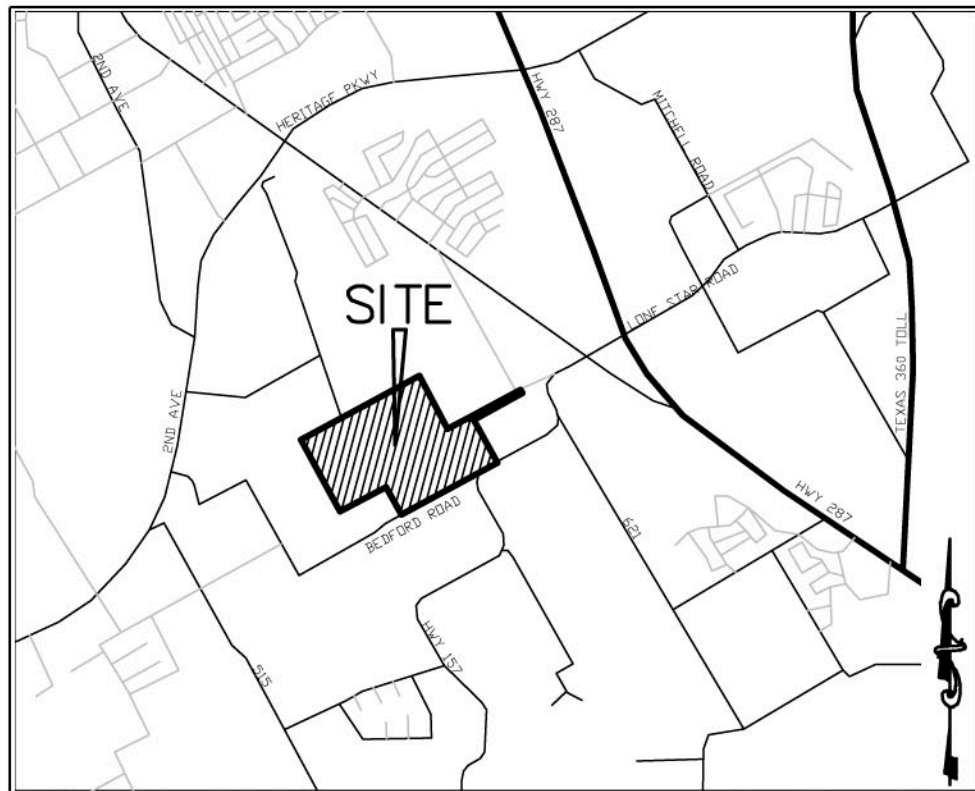 2ND AVE
HERITAGE PKWY
HWY 287
MITCHELL ROAD
LONE STAR ROAD
SITE
TEXAS 360 TOLL
2ND AVE
BEDFORD ROAD
HWY 287
621
HWY 157
515